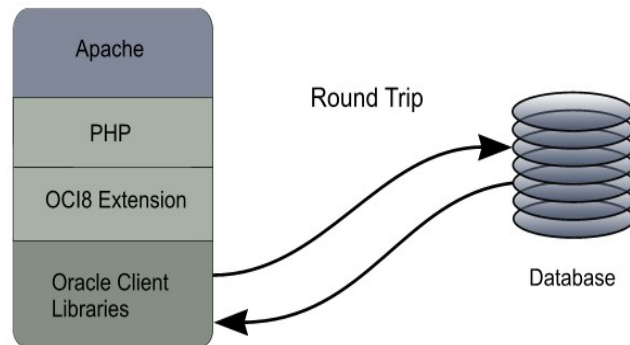 Apache
PHP
OCI8 Extension
Oracle Client
Libraries
Round Trip
Database